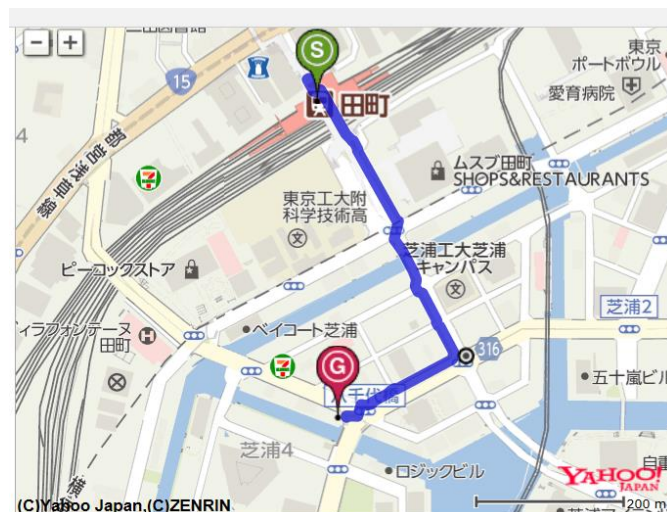 S
15
田町
東京
ポートボウル
愛育病院
都営浅草線
ムスブ田町
SHOPS&RESTAURANTS
東京工大附
科学技術高
芝浦工大芝浦
キャンパス
ピーコックストア
芝浦2
ベイコート芝浦
ィラフォンテーヌ
田町
316
G
八千代橋
五十嵐ビル
芝浦4
ロジックビル
YAHOO!
JAPAN
(C)Yahoo Japan,(C)ZENRIN
200 m